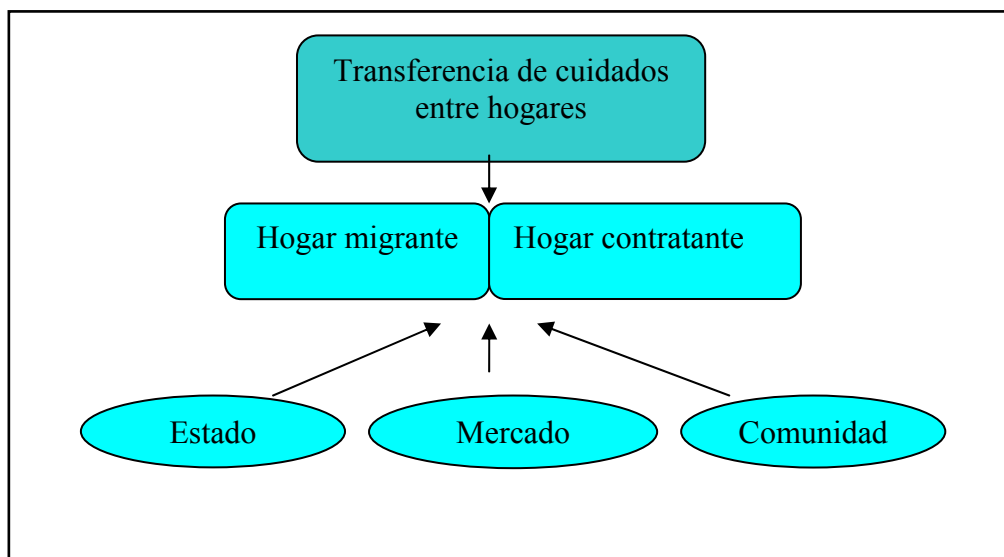 Transferencia de cuidados
entre hogares
Hogar migrante
Hogar contratante
Estado
Mercado
Comunidad